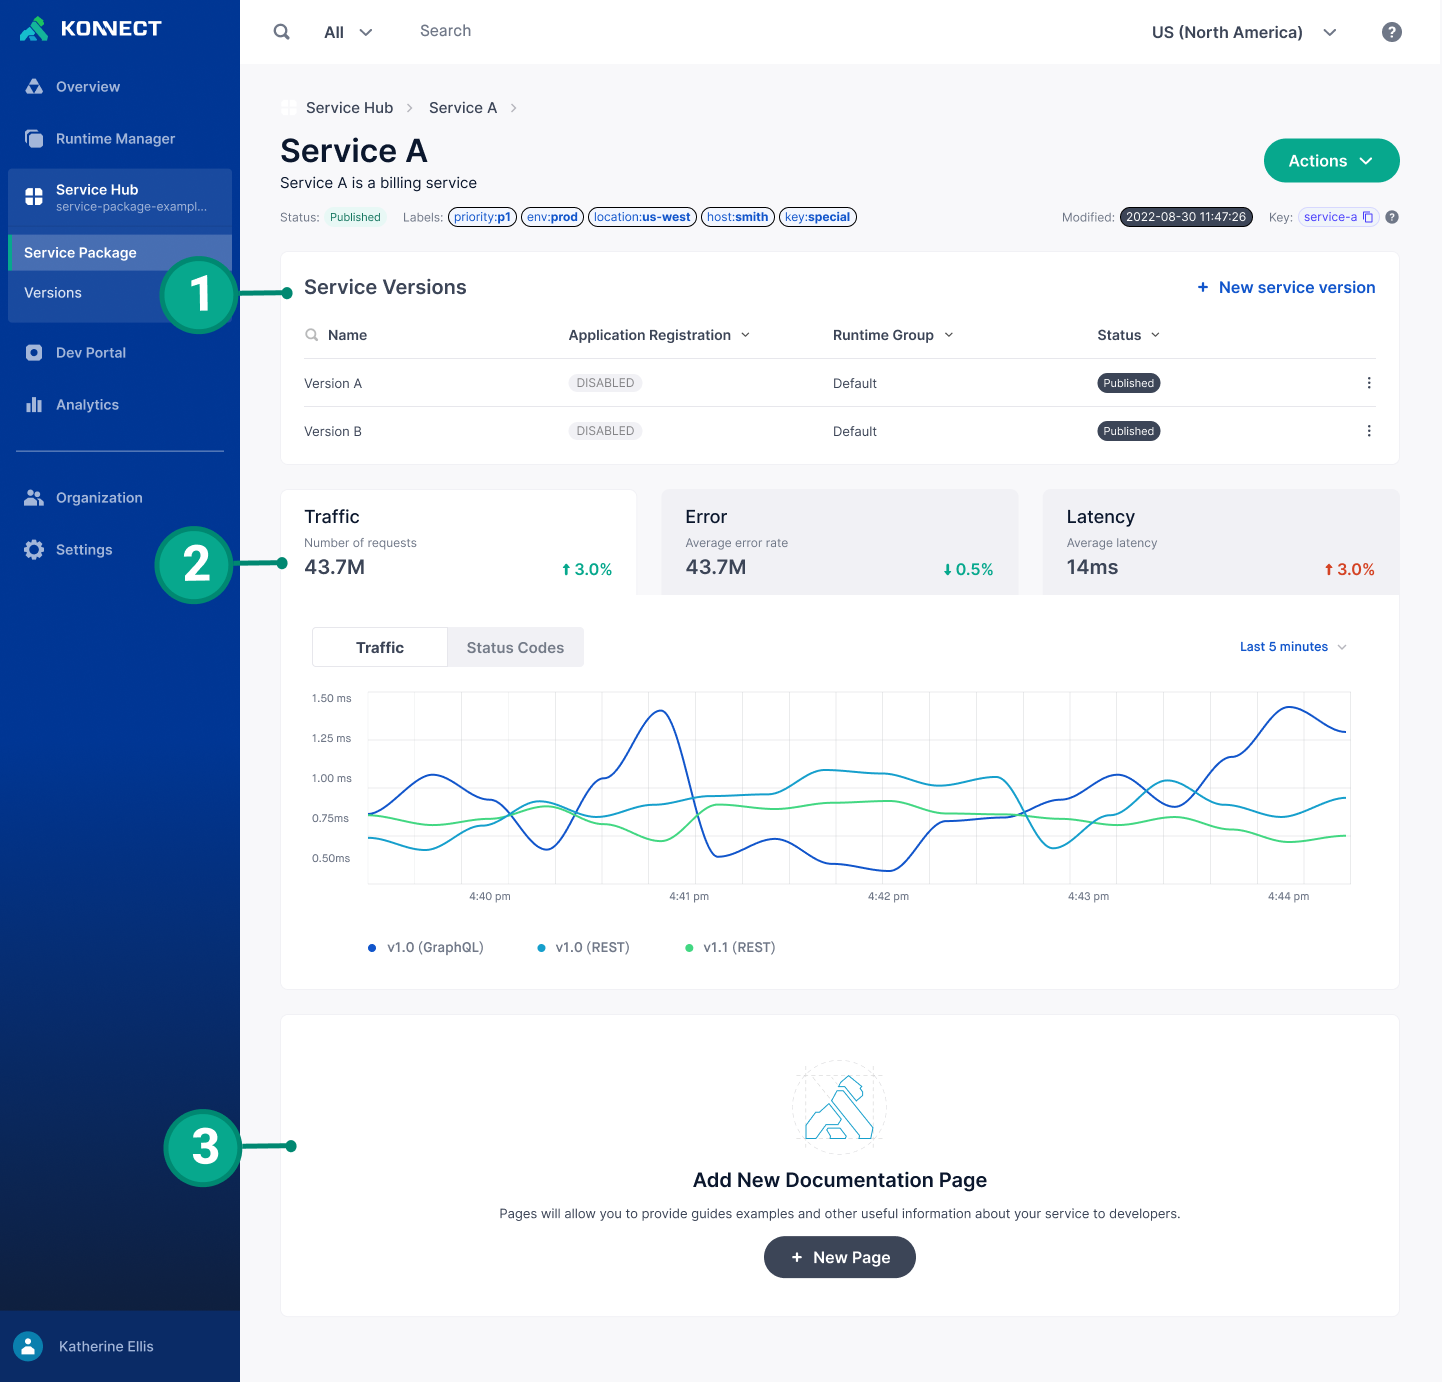 KONNECT
All
Search
US (North America)
?
Overview
Runtime Manager
Service Hub
service-package-exampl...
Service Package
Versions
Dev Portal
Analytics
Organization
Settings
Katherine Ellis
Service Hub > Service A >
Service A
Service A is a billing service
Actions
Status: Published Labels: priority:p1 env:prod location:us-west host:smith key:special Modified: 2022-08-30 11:47:26 Key: service-a ?
1
Service Versions
+ New service version
Name Application Registration Runtime Group Status
Version A DISABLED Default Published
Version B DISABLED Default Published
2
Traffic
Number of requests
43.7M 3.0%
Error
Average error rate
43.7M 0.5%
Latency
Average latency
14ms 3.0%
Traffic Status Codes
Last 5 minutes
1.50 ms
1.25 ms
1.00 ms
0.75ms
0.50ms
4:40 pm 4:41 pm 4:42 pm 4:43 pm 4:44 pm
v1.0 (GraphQL) v1.0 (REST) v1.1 (REST)
3
Add New Documentation Page
Pages will allow you to provide guides examples and other useful information about your service to developers.
+ New Page